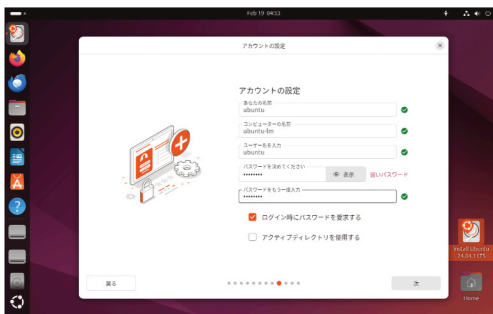 Feb 19 04:53
アカウントの設定
アカウントの設定
あなたの名前
ubuntu
コンピューターの名前
ubuntu-lm
ユーザー名を入力
ubuntu
パスワードを決めてください
•••••••• 表示 弱いパスワード
パスワードをもう一度入力
••••••••
ログイン時にパスワードを要求する
アクティブディレクトリを使用する
戻る 次
Install Ubuntu
24.04.1 LTS
Home